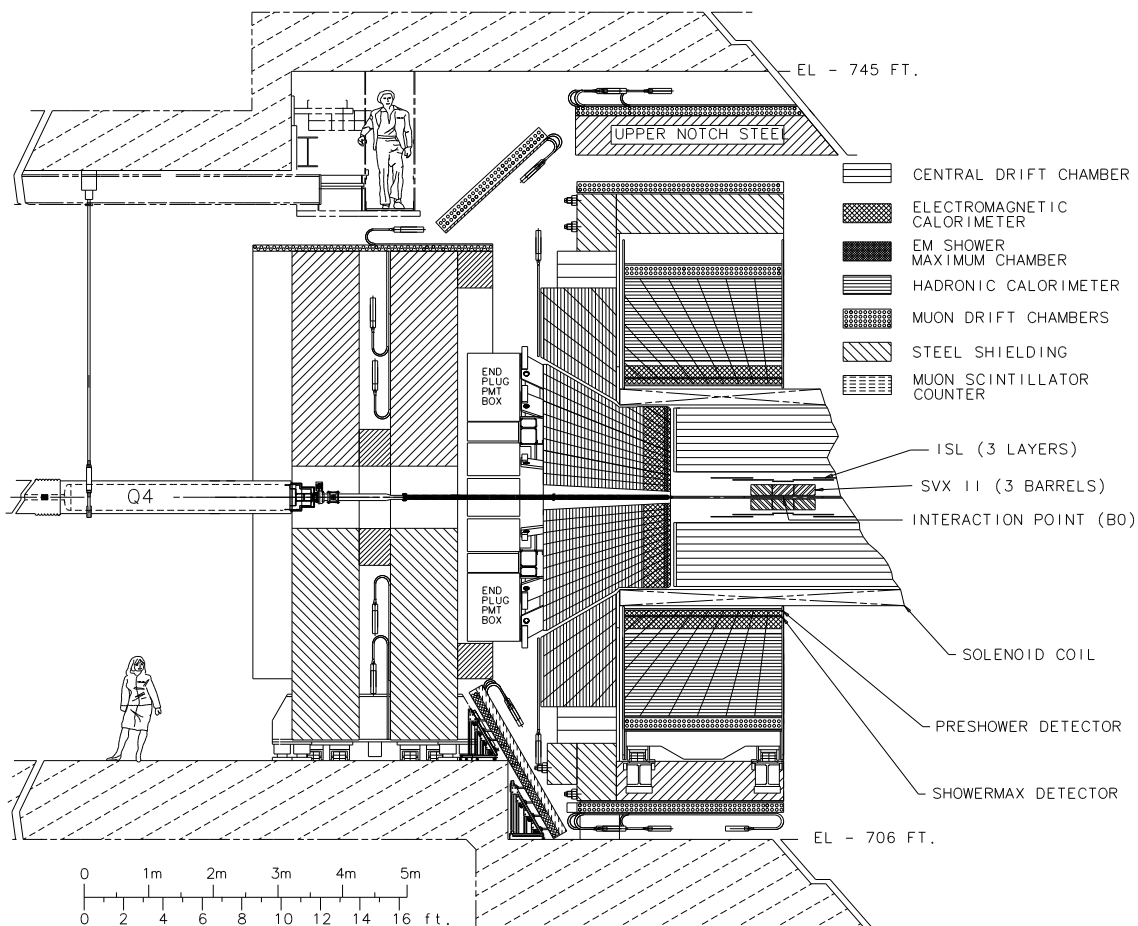 EL - 745 FT.
UPPER NOTCH STEEL
CENTRAL DRIFT CHAMBER
ELECTROMAGNETIC
CALORIMETER
EM SHOWER
MAXIMUM CHAMBER
HADRONIC CALORIMETER
MUON DRIFT CHAMBERS
STEEL SHIELDING
MUON SCINTILLATOR
COUNTER
END
PLUG
PMT
BOX
ISL (3 LAYERS)
SVX II (3 BARRELS)
Q4
INTERACTION POINT (B0)
END
PLUG
PMT
BOX
SOLENOID COIL
PRESHOWER DETECTOR
SHOWERMAX DETECTOR
EL - 706 FT.
0 1m 2m 3m 4m 5m
0 2 4 6 8 10 12 14 16 ft.